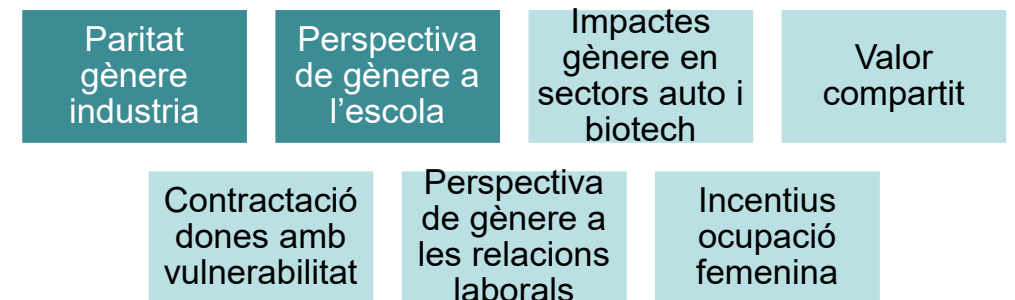 Paritat
gènere
industria
Perspectiva
de gènere a
l’escola
Impactes
gènere en
sectors auto i
biotech
Valor
compartit
Contractació
dones amb
vulnerabilitat
Perspectiva
de gènere a
les relacions
laborals
Incentius
ocupació
femenina